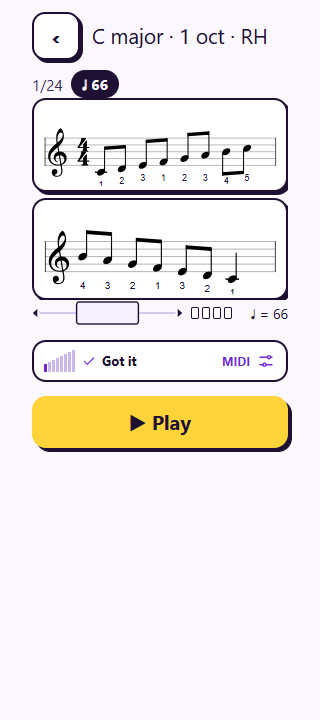 C major · 1 oct · RH
1/24 ♩ 66
4 4
1 2 3 1 2 3 4 5
4 3 2 1 3 2 1
♩ = 66
✓ Got it MIDI
▶ Play